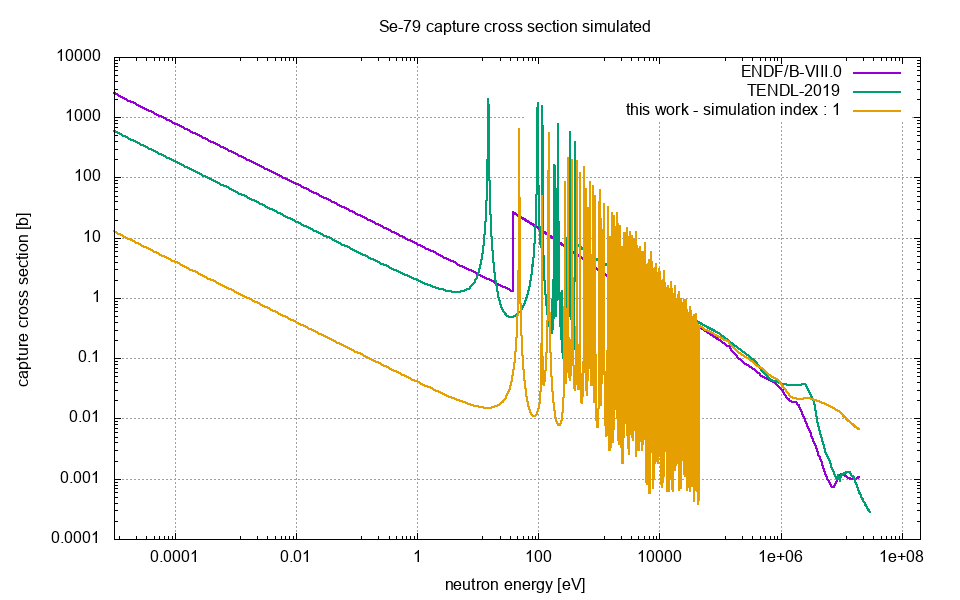 Se-79 capture cross section simulated
ENDF/B-VIII.0
TENDL-2019
this work - simulation index : 1
capture cross section [b]
10000
1000
100
10
1
0.1
0.01
0.001
0.0001
0.0001 0.01 1 100 10000 1e+06 1e+08
neutron energy [eV]